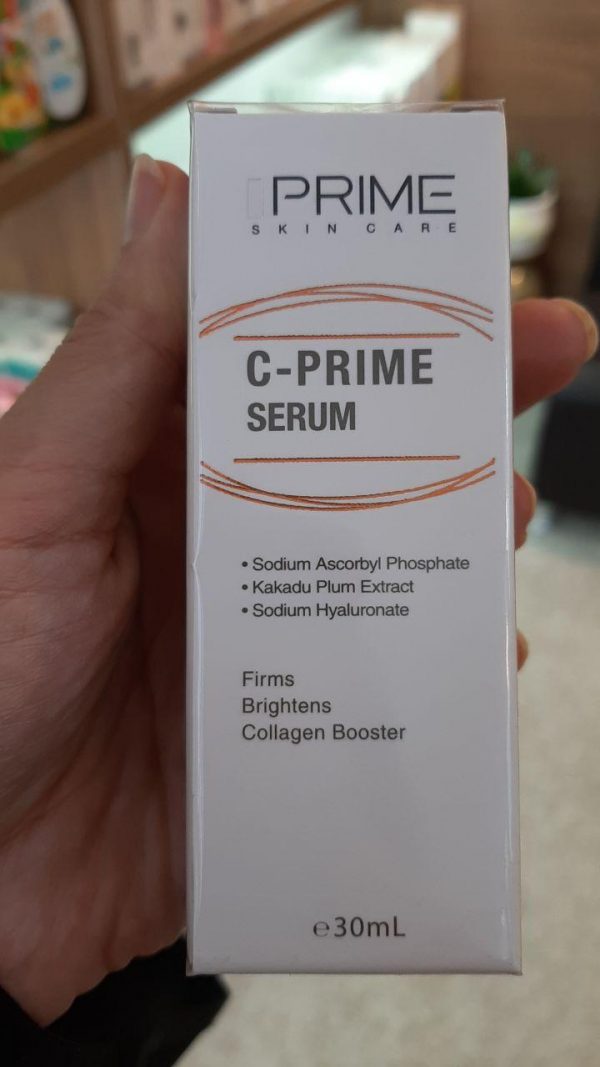 PRIME
SKIN CARE
C-PRIME
SERUM
• Sodium Ascorbyl Phosphate
• Kakadu Plum Extract
• Sodium Hyaluronate
Firms
Brightens
Collagen Booster
℮30mL